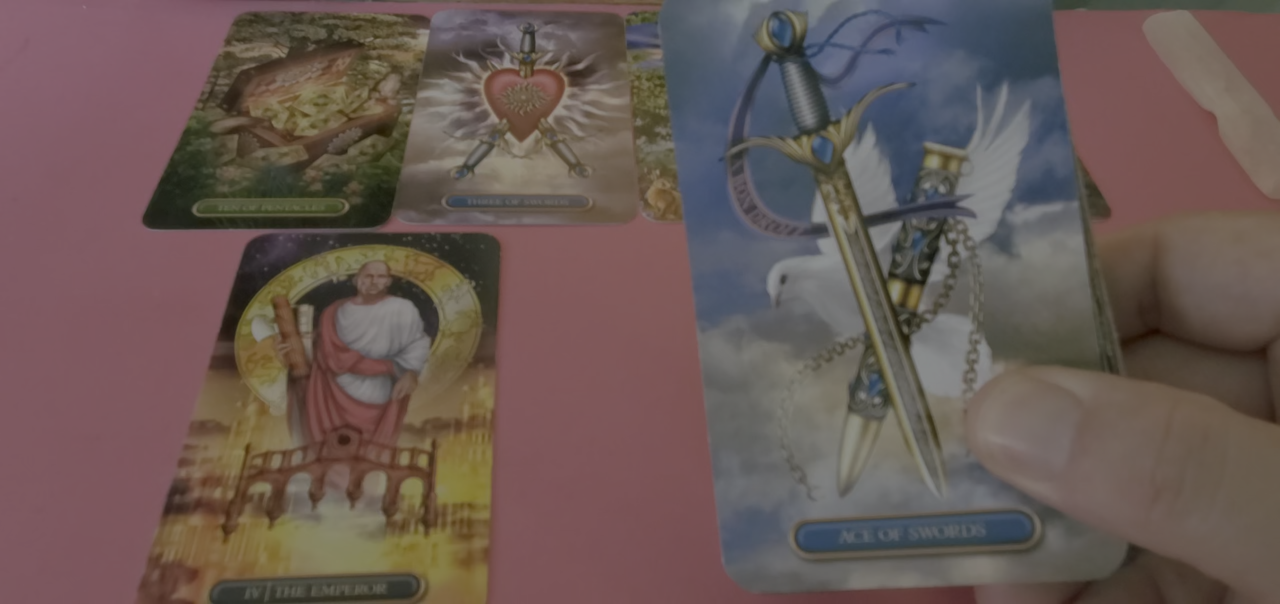 TEN OF PENTACLES
THREE OF SWORDS
ACE OF SWORDS
IV THE EMPEROR